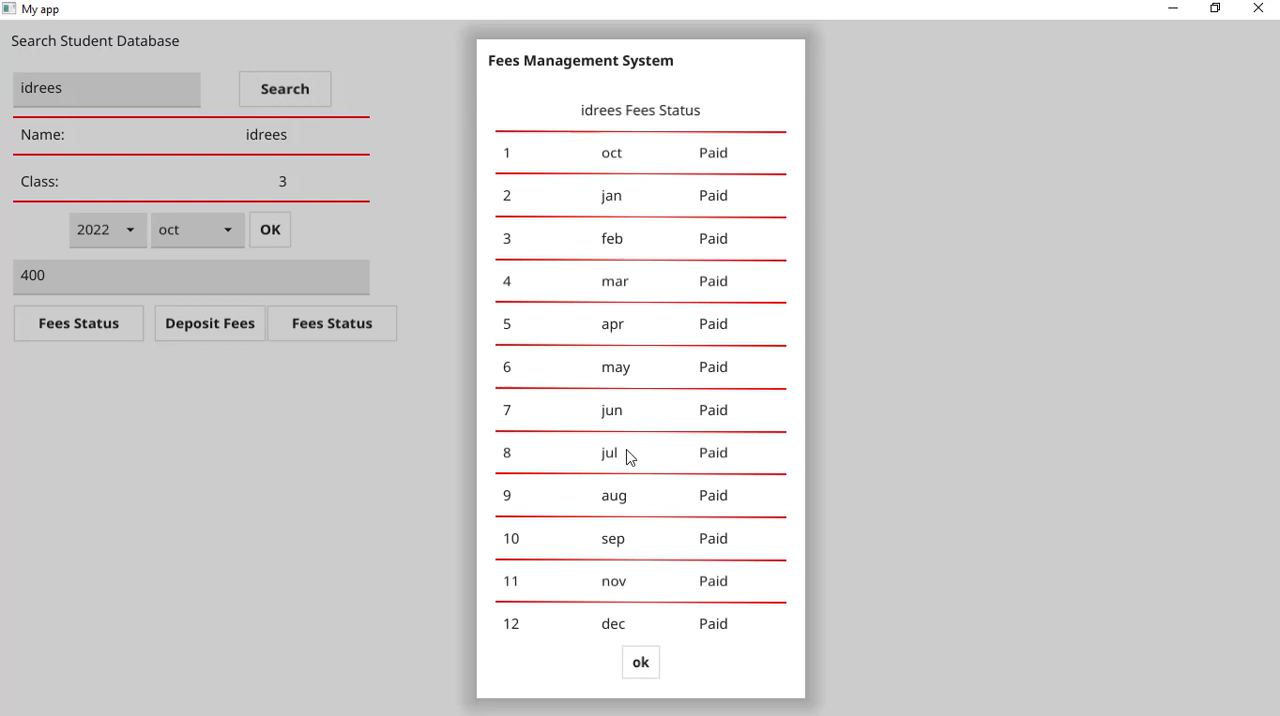 My app
Search Student Database
idrees
Search
Name: idrees
Class: 3
2022 oct OK
400
Fees Status Deposit Fees Fees Status
Fees Management System
idrees Fees Status
1 oct Paid
2 jan Paid
3 feb Paid
4 mar Paid
5 apr Paid
6 may Paid
7 jun Paid
8 jul Paid
9 aug Paid
10 sep Paid
11 nov Paid
12 dec Paid
ok